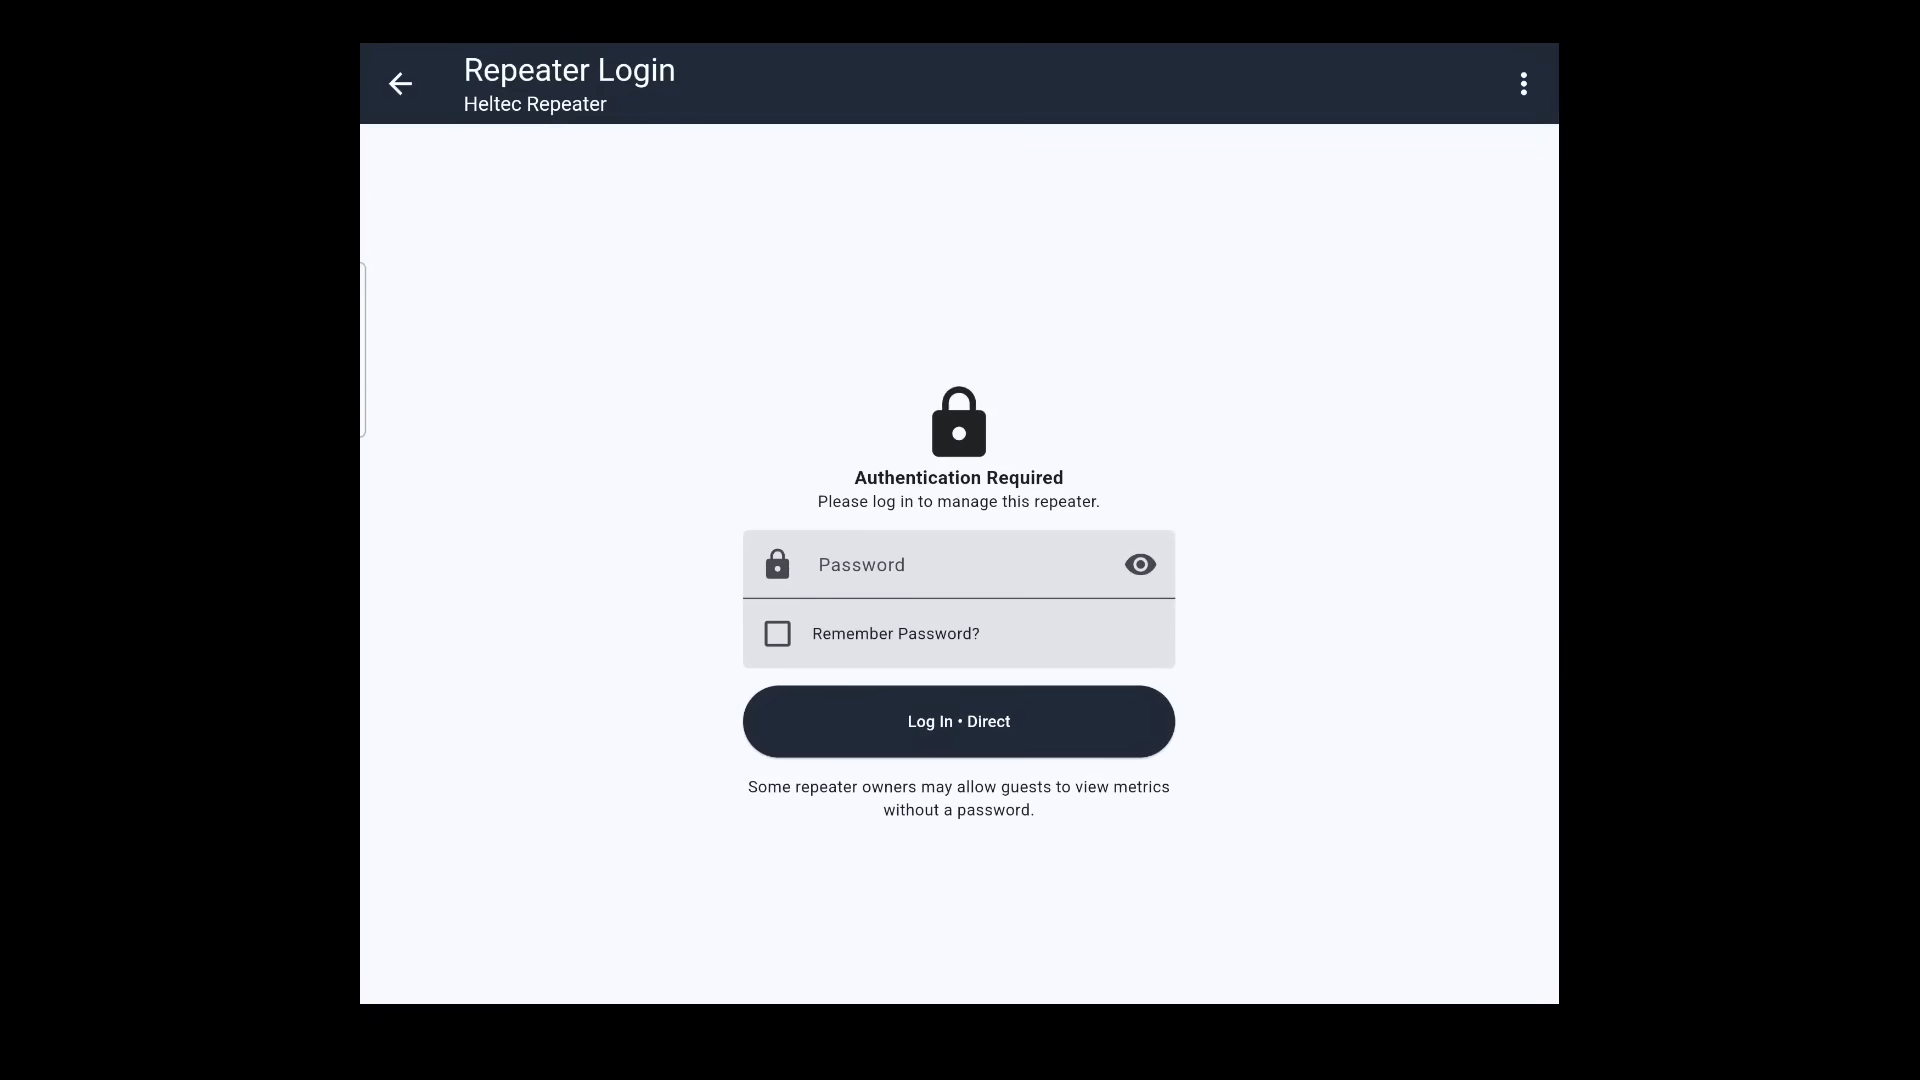 Repeater Login
Heltec Repeater
Authentication Required
Please log in to manage this repeater.
Password
Remember Password?
Log In • Direct
Some repeater owners may allow guests to view metrics
without a password.